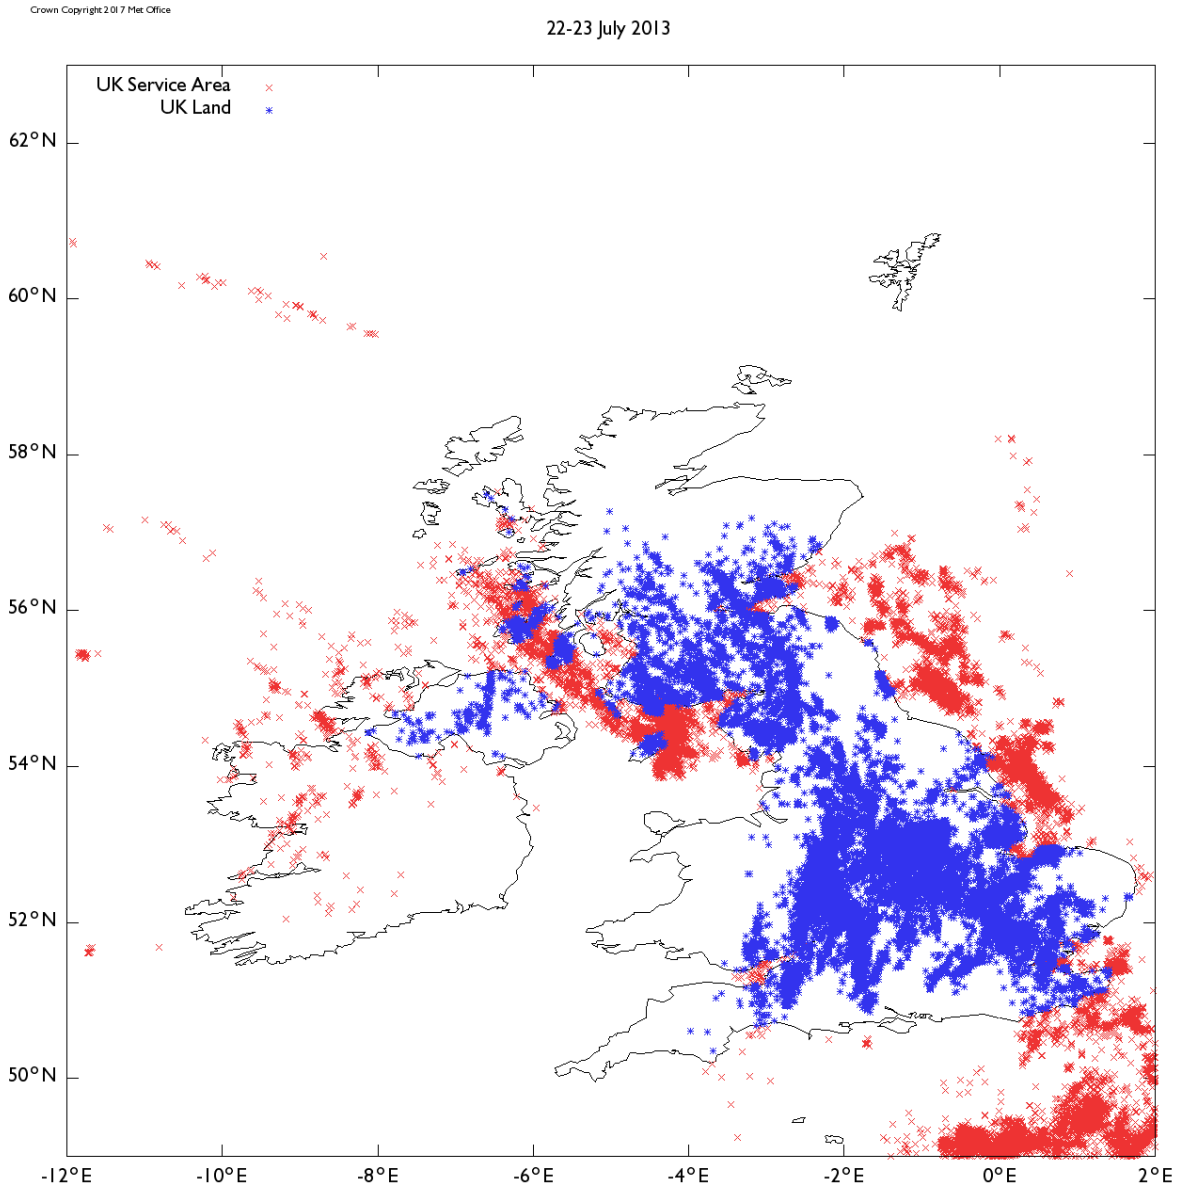 Crown Copyright 2017 Met Office
22-23 July 2013
UK Service Area
UK Land
62°N
60°N
58°N
56°N
54°N
52°N
50°N
-12°E -10°E -8°E -6°E -4°E -2°E 0°E 2°E